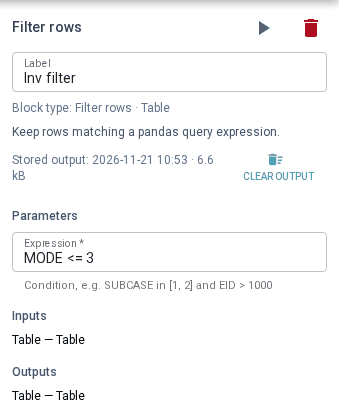 Filter rows
Label
Inv filter
Block type: Filter rows · Table
Keep rows matching a pandas query expression.
Stored output: 2026-11-21 10:53 · 6.6
kB
CLEAR OUTPUT
Parameters
Expression *
MODE <= 3
Condition, e.g. SUBCASE in [1, 2] and EID > 1000
Inputs
Table — Table
Outputs
Table — Table